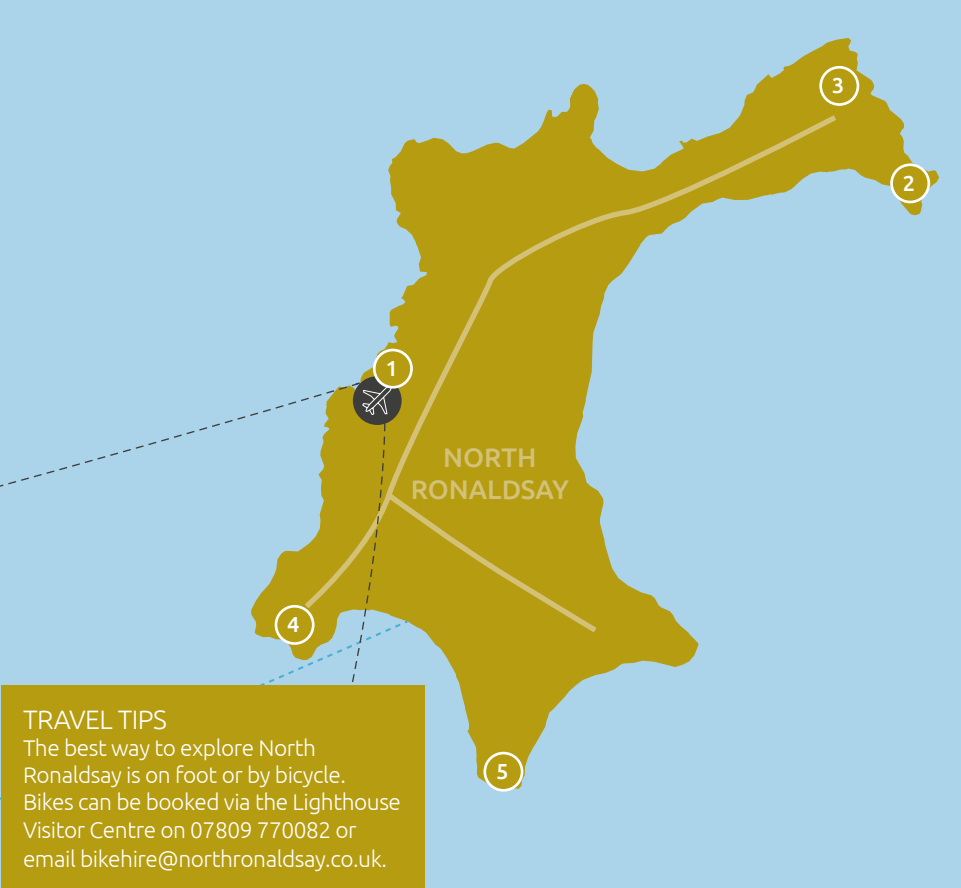 3
2
1
NORTH
RONALDSAY
4
5
TRAVEL TIPS
The best way to explore North
Ronaldsay is on foot or by bicycle.
Bikes can be booked via the Lighthouse
Visitor Centre on 07809 770082 or
email bikehire@northronaldsay.co.uk.